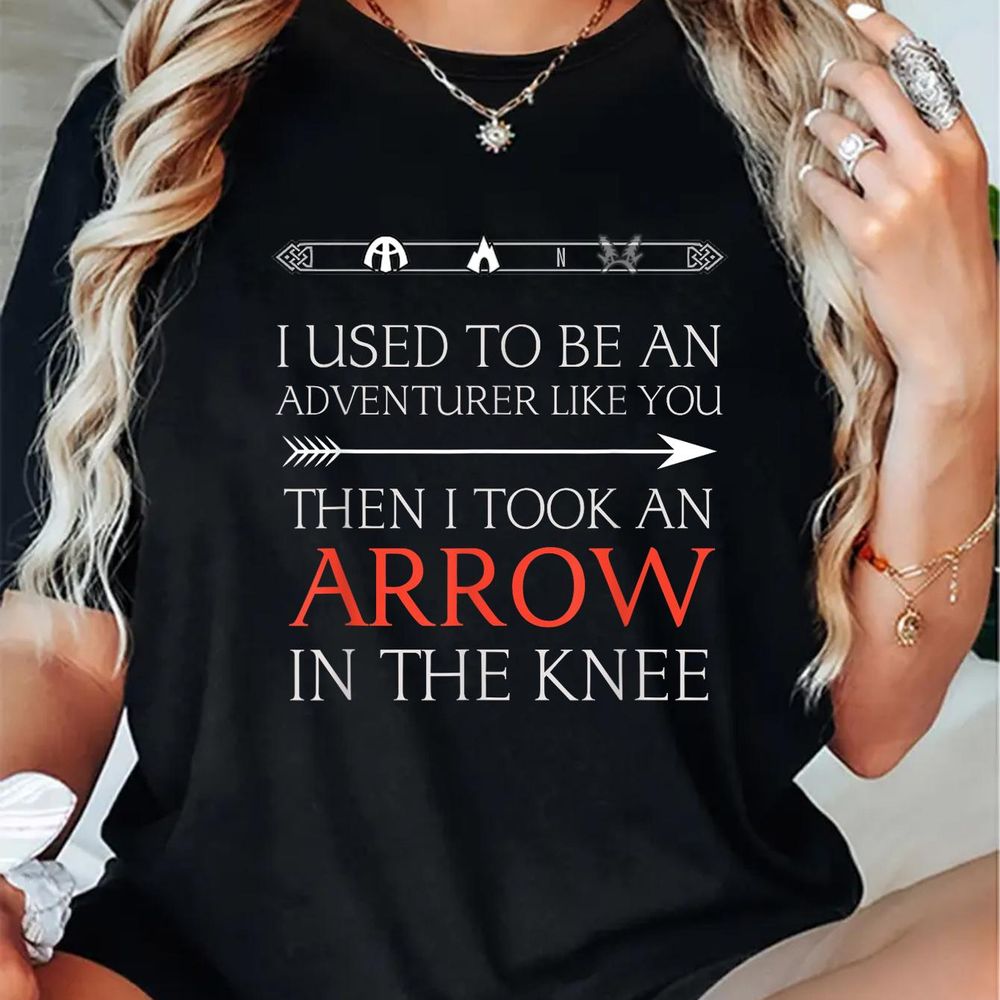 N
I USED TO BE AN
ADVENTURER LIKE YOU
THEN I TOOK AN
ARROW
IN THE KNEE